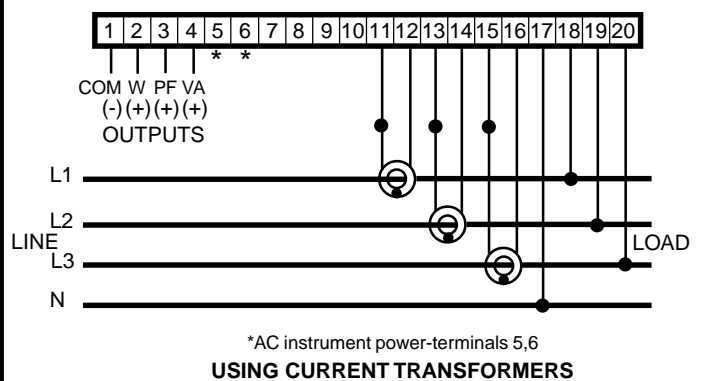 1 2 3 4 5 6 7 8 9 10 11 12 13 14 15 16 17 18 19 20
* *
COM W PF VA
(-) (+) (+) (+)
OUTPUTS
L1
L2
LINE LOAD
L3
N
*AC instrument power-terminals 5,6
USING CURRENT TRANSFORMERS